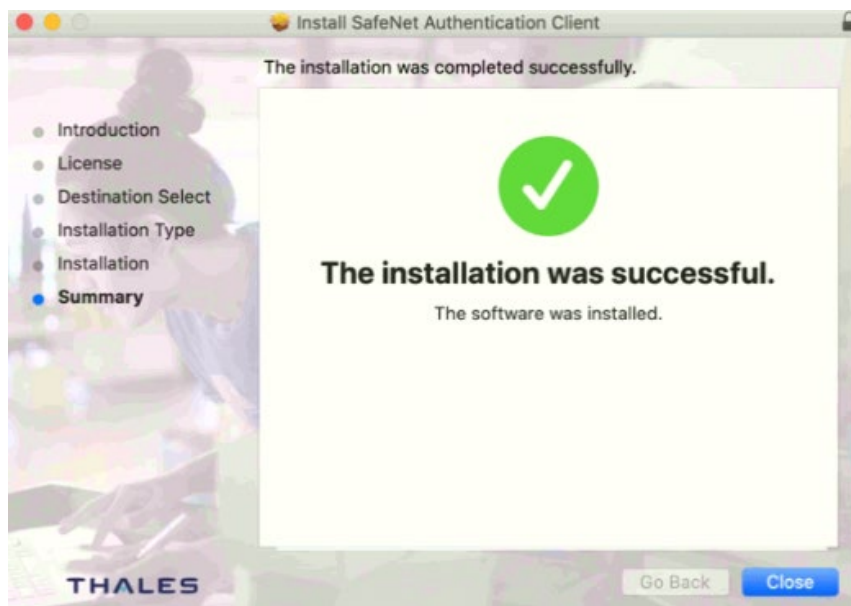 Install SafeNet Authentication Client
The installation was completed successfully.
Introduction
License
Destination Select
Installation Type
Installation
Summary
The installation was successful.
The software was installed.
THALES
Go Back
Close